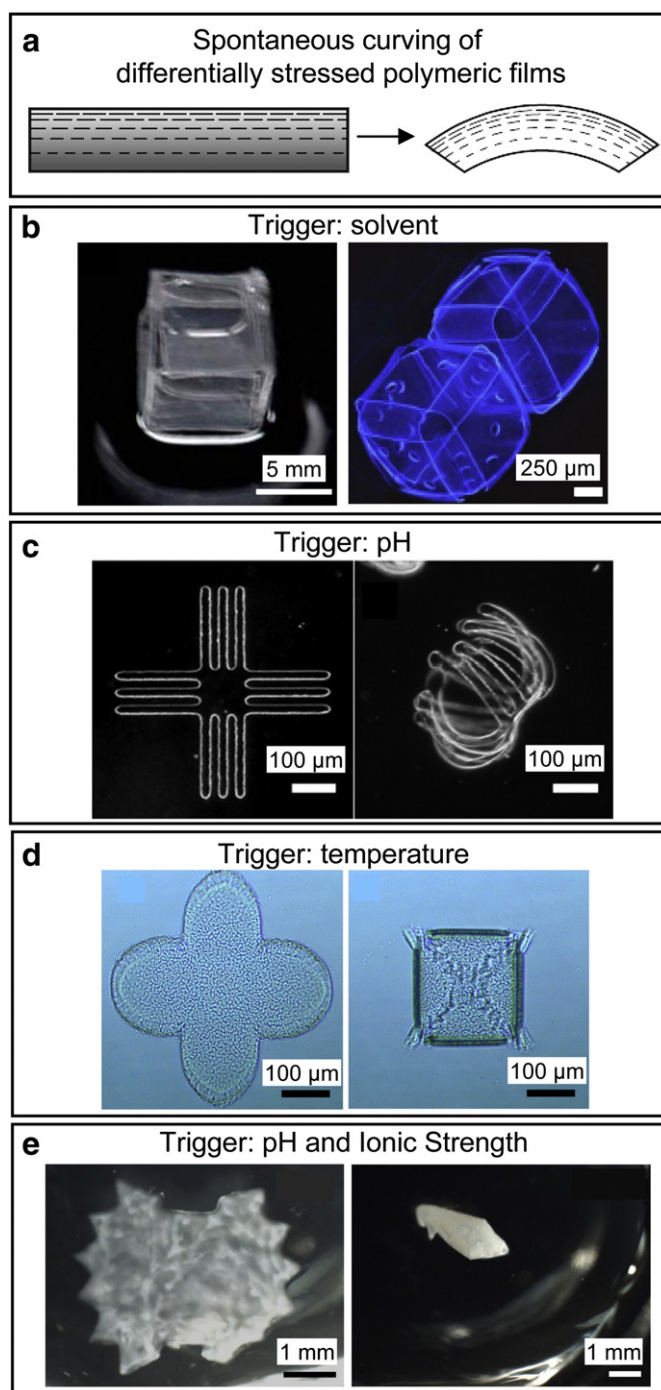 a
Spontaneous curving of
differentially stressed polymeric films
b
Trigger: solvent
5 mm
250 µm
c
Trigger: pH
100 µm
100 µm
d
Trigger: temperature
100 µm
100 µm
e
Trigger: pH and Ionic Strength
1 mm
1 mm